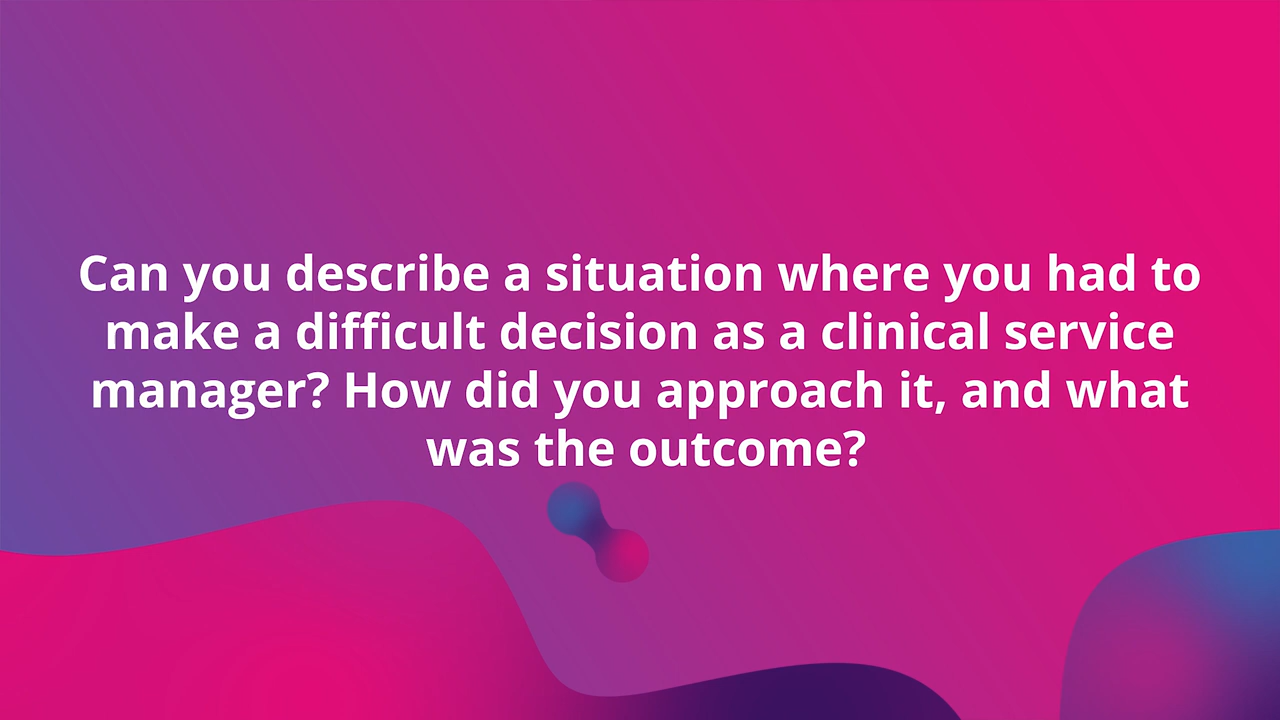 Can you describe a situation where you had to
make a difficult decision as a clinical service
manager? How did you approach it, and what
was the outcome?